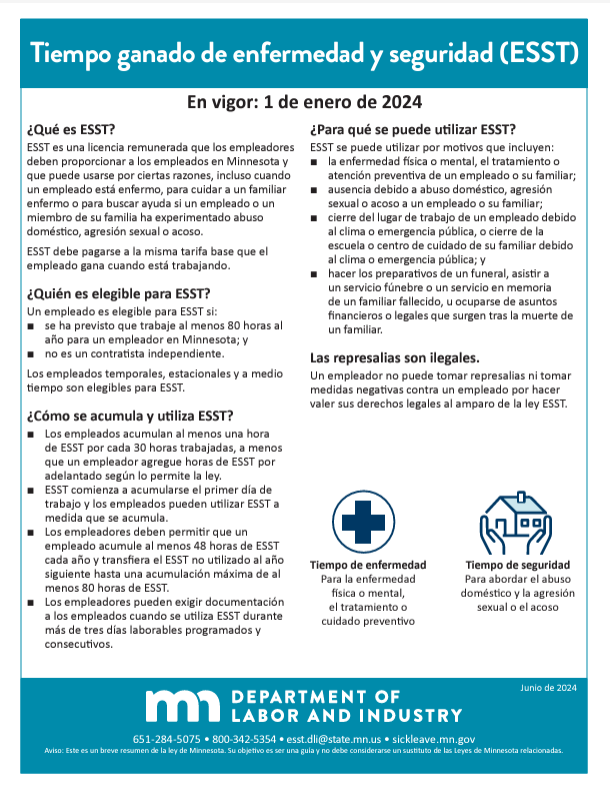 Tiempo ganado de enfermedad y seguridad (ESST)
En vigor: 1 de enero de 2024
¿Qué es ESST?
ESST es una licencia remunerada que los empleadores
deben proporcionar a los empleados en Minnesota y
que puede usarse por ciertas razones, incluso cuando
un empleado está enfermo, para cuidar a un familiar
enfermo o para buscar ayuda si un empleado o un
miembro de su familia ha experimentado abuso
doméstico, agresión sexual o acoso.
ESST debe pagarse a la misma tarifa base que el
empleado gana cuando está trabajando.
¿Quién es elegible para ESST?
Un empleado es elegible para ESST si:
■ se ha previsto que trabaje al menos 80 horas al
año para un empleador en Minnesota; y
■ no es un contratista independiente.
Los empleados temporales, estacionales y a medio
tiempo son elegibles para ESST.
¿Cómo se acumula y utiliza ESST?
■ Los empleados acumulan al menos una hora
de ESST por cada 30 horas trabajadas, a menos
que un empleador agregue horas de ESST por
adelantado según lo permite la ley.
■ ESST comienza a acumularse el primer día de
trabajo y los empleados pueden utilizar ESST a
medida que se acumula.
■ Los empleadores deben permitir que un
empleado acumule al menos 48 horas de ESST
cada año y transfiera el ESST no utilizado al año
siguiente hasta una acumulación máxima de al
menos 80 horas de ESST.
■ Los empleadores pueden exigir documentación
a los empleados cuando se utiliza ESST durante
más de tres días laborables programados y
consecutivos.
¿Para qué se puede utilizar ESST?
ESST se puede utilizar por motivos que incluyen:
■ la enfermedad física o mental, el tratamiento o
atención preventiva de un empleado o su familiar;
■ ausencia debido a abuso doméstico, agresión
sexual o acoso a un empleado o su familiar;
■ cierre del lugar de trabajo de un empleado debido
al clima o emergencia pública, o cierre de la
escuela o centro de cuidado de su familiar debido
al clima o emergencia pública; y
■ hacer los preparativos de un funeral, asistir a
un servicio fúnebre o un servicio en memoria
de un familiar fallecido, u ocuparse de asuntos
financieros o legales que surgen tras la muerte de
un familiar.
Las represalias son ilegales.
Un empleador no puede tomar represalias ni tomar
medidas negativas contra un empleado por hacer
valer sus derechos legales al amparo de la ley ESST.
Tiempo de enfermedad
Para la enfermedad
física o mental,
el tratamiento o
cuidado preventivo
Tiempo de seguridad
Para abordar el abuso
doméstico y la agresión
sexual o el acoso
Junio de 2024
mn DEPARTMENT OF
LABOR AND INDUSTRY
651-284-5075 • 800-342-5354 • esst.dli@state.mn.us • sickleave.mn.gov
Aviso: Este es un breve resumen de la ley de Minnesota. Su objetivo es ser una guía y no debe considerarse un sustituto de las Leyes de Minnesota relacionadas.